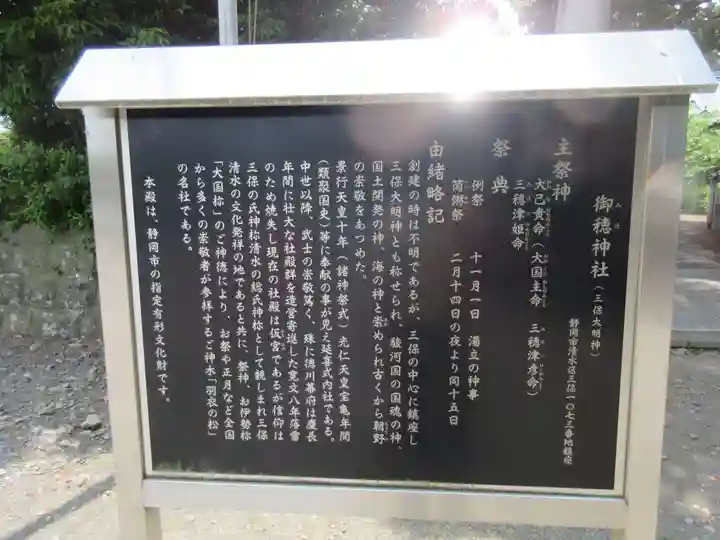 御穂神社（三保大明神）
静岡市清水区三保一〇七三番地鎮座
主祭神
大己貴命（大国主命 三穂津彦命）
三穂津姫命
祭典
例祭 十一月一日 湯立の神事
筒粥祭 二月十四日の夜より同十五日
由緒略記
創建の時は不明であるが、三保の中心に鎮座し
三保大明神とも称せられ、駿河国の国魂の神、
国土開発の神、海の神と崇められ古くから朝野
の崇敬をあつめた。
景行天皇十年（諸神祭式）光仁天皇宝亀年間
（類聚国史）等に奉献の事が見え延喜式内社である。
中世以降、武士の崇敬篤く、殊に徳川幕府は慶長
年間に壮大な社殿群を造営寄進した寛文八年落雷
のため焼失し現在の社殿は仮宮であるが信仰は
三保の氏神様清水の総氏神様として親しまれ三保
清水の文化発祥の地であると共に、祭神、お伊勢様
「大国様」のご神徳により、お祭や正月など全国
から多くの崇敬者が参拝するご神木「羽衣の松」
の名社である。
本殿は、静岡市の指定有形文化財です。